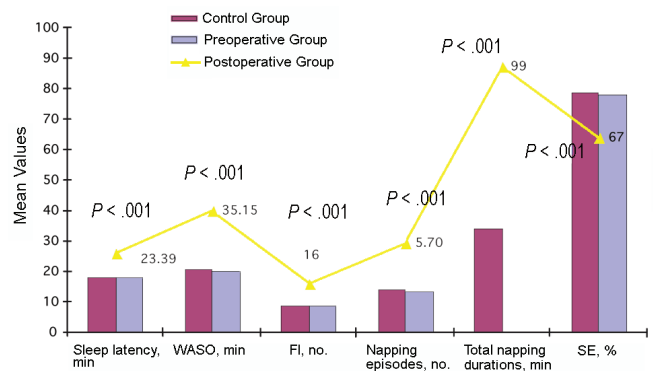 Control Group
Preoperative Group
Postoperative Group
Mean Values
100
90
80
70
60
50
40
30
20
10
0
P < .001
23.39
P < .001
35.15
P < .001
16
P < .001
5.70
P < .001
99
P < .001
67
Sleep latency,
min
WASO, min
FI, no.
Napping
episodes, no.
Total napping
durations, min
SE, %